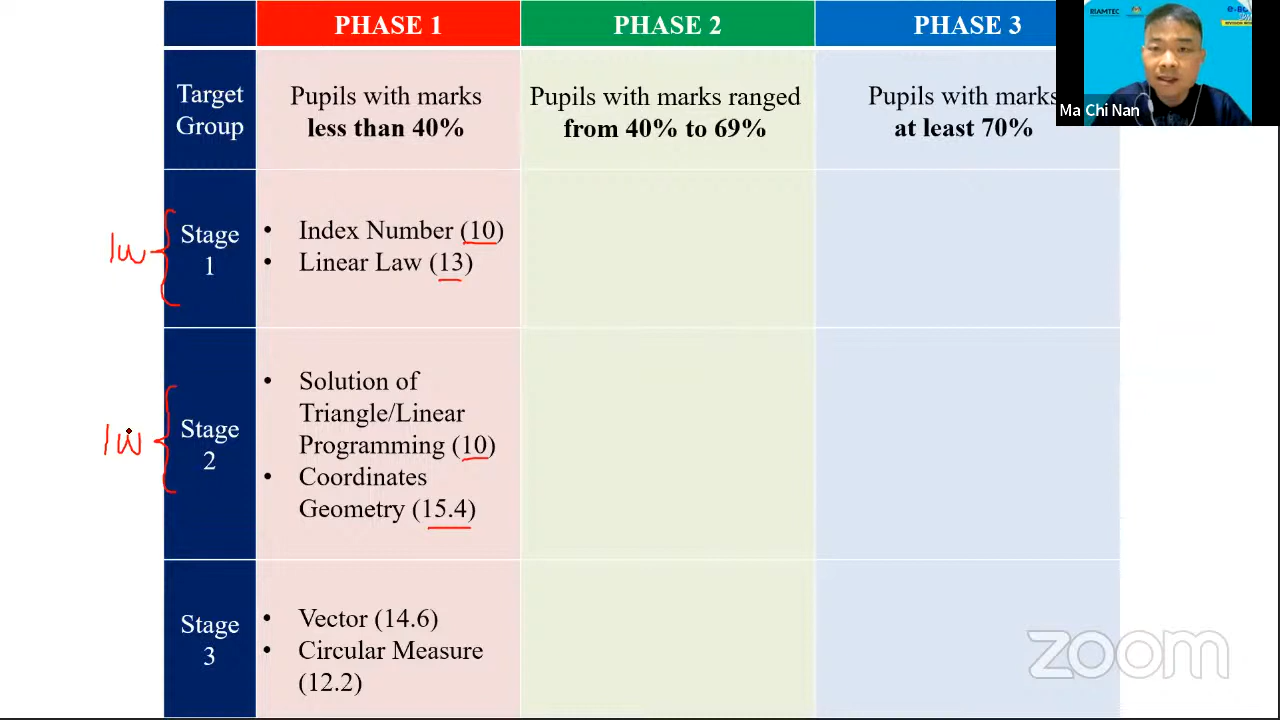 PHASE 1
PHASE 2
PHASE 3
Ma Chi Nan
Target
Group
Pupils with marks
less than 40%
Pupils with marks ranged
from 40% to 69%
Pupils with marks
at least 70%
1w
Stage
1
• Index Number (10)
• Linear Law (13)
1w
Stage
2
• Solution of
Triangle/Linear
Programming (10)
• Coordinates
Geometry (15.4)
Stage
3
• Vector (14.6)
• Circular Measure
(12.2)
zoom